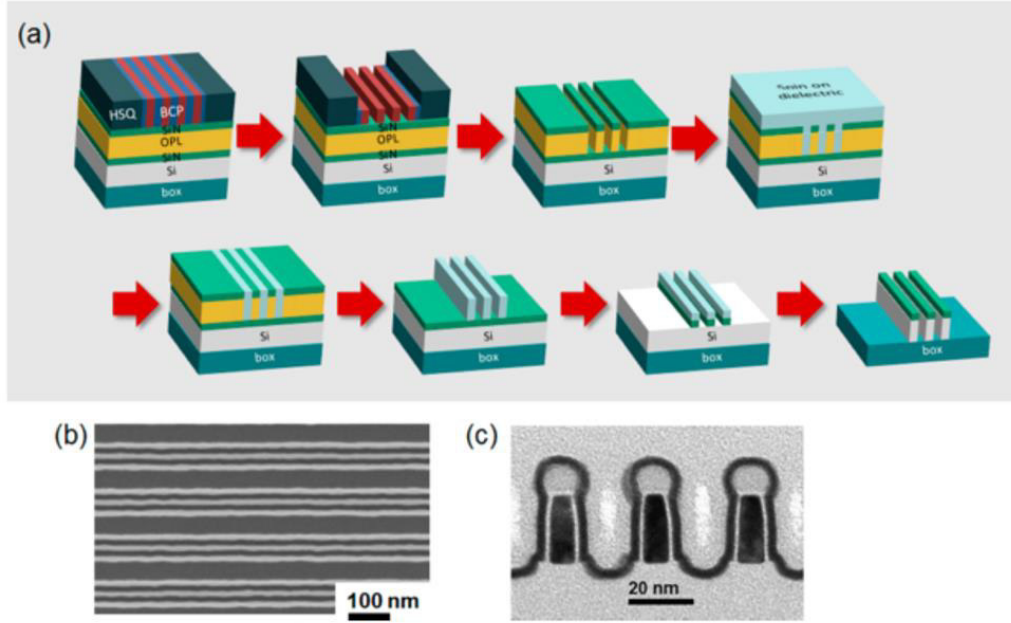 (a)
HSQ
BCP
SiN
OPL
SiN
Si
box
SiN
OPL
SiN
Si
box
Si
box
Spin on
dielectric
Si
box
Si
box
Si
box
Si
box
box
(b)
100 nm
(c)
20 nm